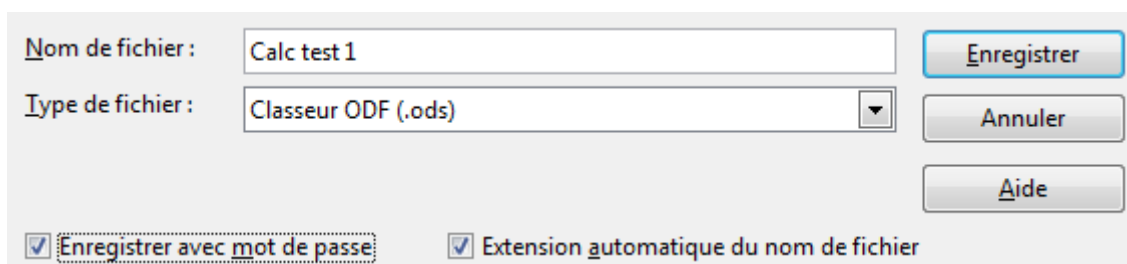 Nom de fichier : Calc test 1 Enregistrer
Type de fichier : Classeur ODF (.ods) Annuler
Aide
Enregistrer avec mot de passe Extension automatique du nom de fichier